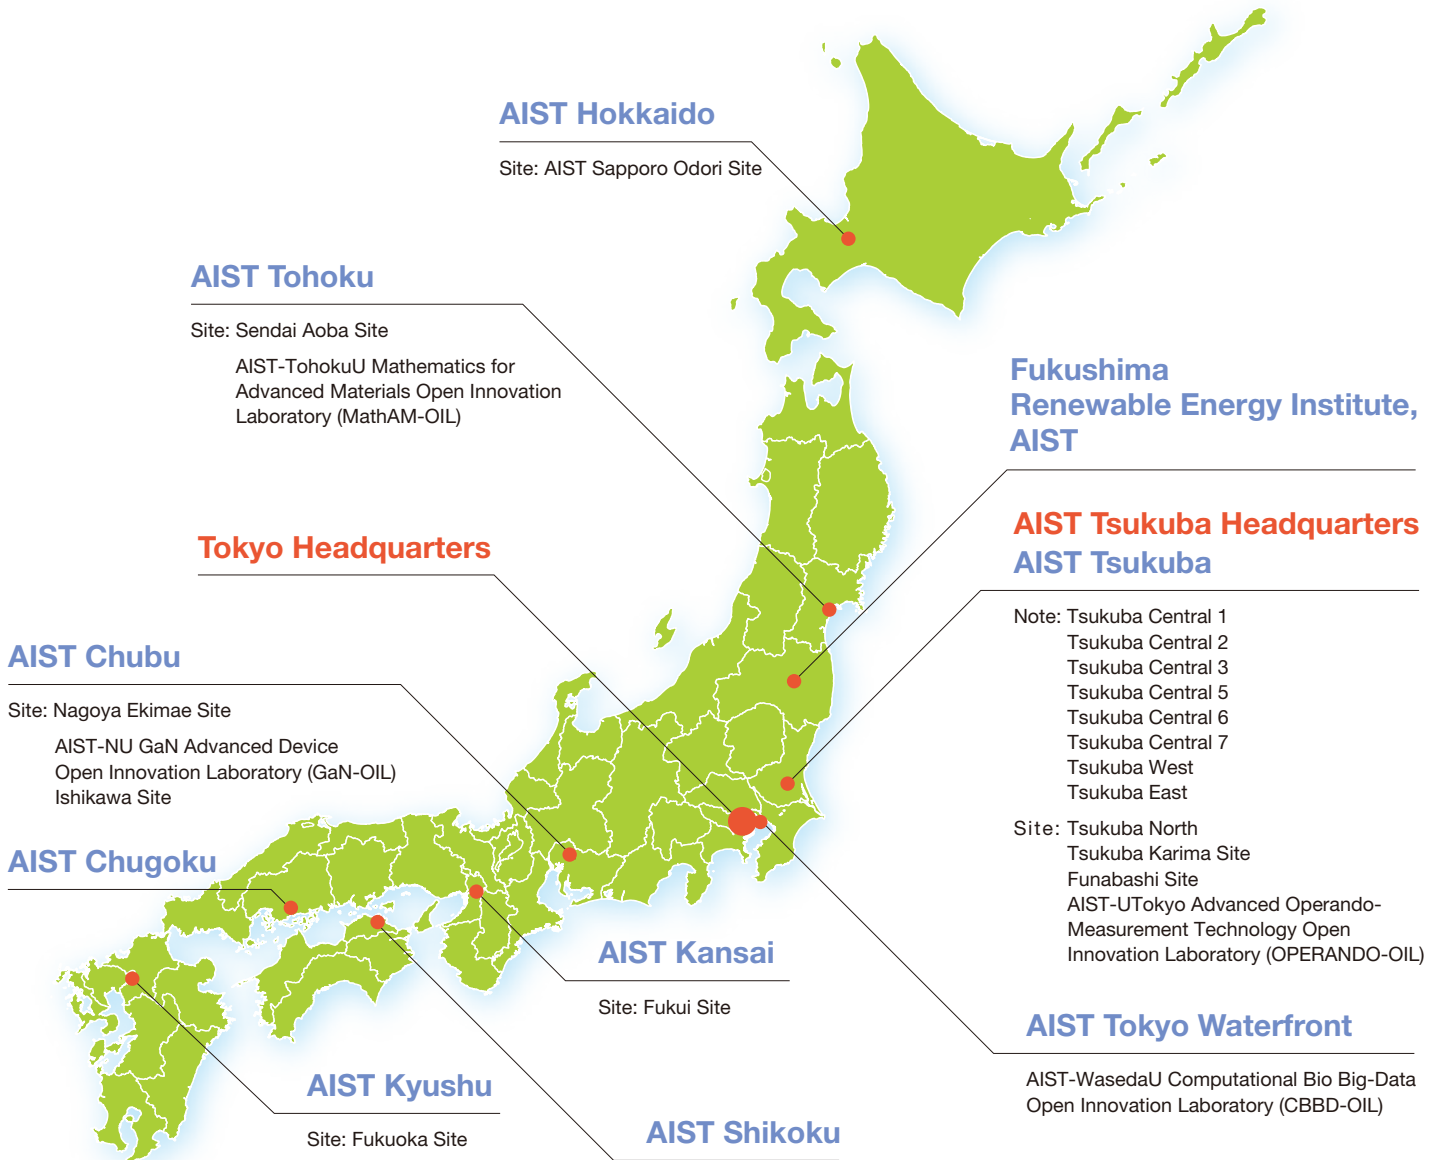 AIST Hokkaido
Site: AIST Sapporo Odori Site
AIST Tohoku
Site: Sendai Aoba Site
AIST-TohokuU Mathematics for
Advanced Materials Open Innovation
Laboratory (MathAM-OIL)
Fukushima
Renewable Energy Institute,
AIST
Tokyo Headquarters
AIST Tsukuba Headquarters
AIST Tsukuba
Note: Tsukuba Central 1
Tsukuba Central 2
Tsukuba Central 3
Tsukuba Central 5
Tsukuba Central 6
Tsukuba Central 7
Tsukuba West
Tsukuba East
Site: Tsukuba North
Tsukuba Karima Site
Funabashi Site
AIST-UTokyo Advanced Operando-
Measurement Technology Open
Innovation Laboratory (OPERANDO-OIL)
AIST Chubu
Site: Nagoya Ekimae Site
AIST-NU GaN Advanced Device
Open Innovation Laboratory (GaN-OIL)
Ishikawa Site
AIST Chugoku
AIST Kansai
Site: Fukui Site
AIST Tokyo Waterfront
AIST-WasedaU Computational Bio Big-Data
Open Innovation Laboratory (CBBD-OIL)
AIST Kyushu
Site: Fukuoka Site
AIST Shikoku